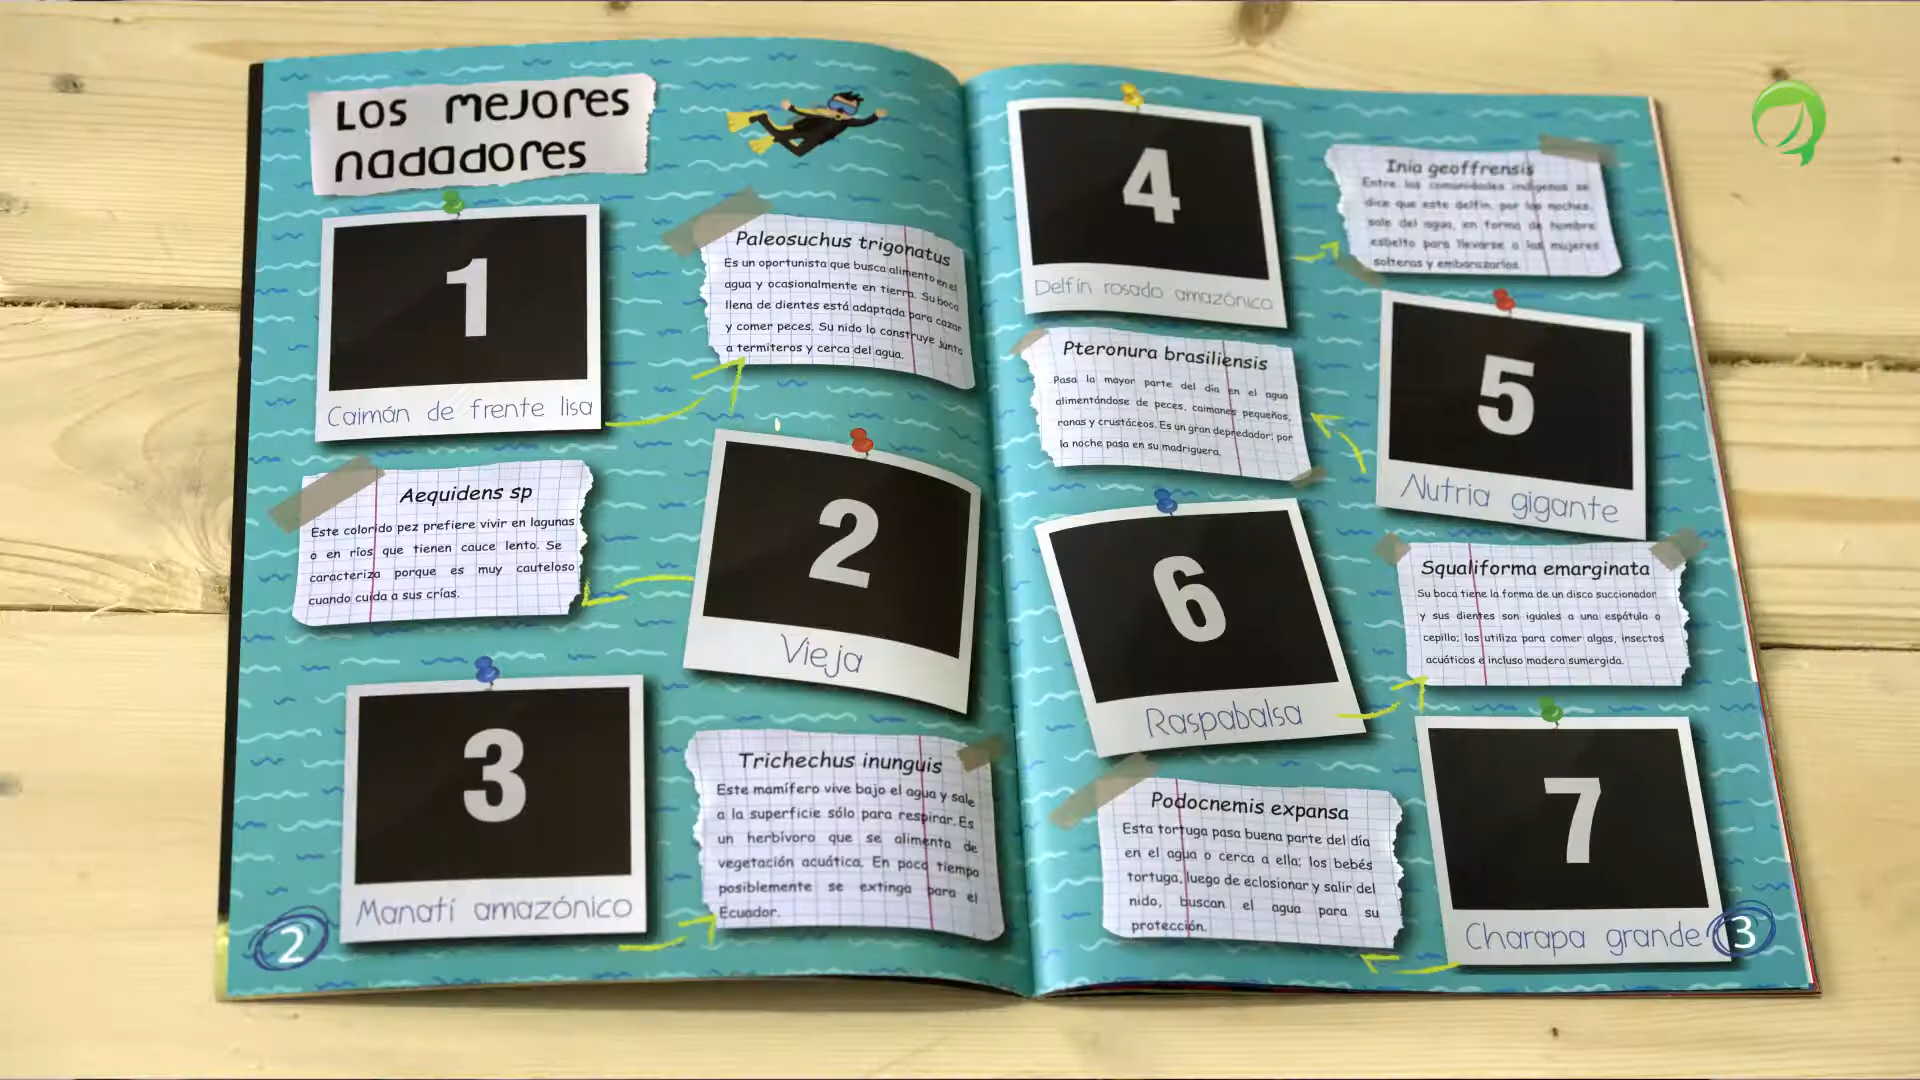 Los mejores
nadadores
1
Caimán de frente lisa
Paleosuchus trigonatus
Es un oportunista que busca alimento en el
agua y ocasionalmente en tierra. Su boca
llena de dientes está adaptada para cazar
y comer peces. Su nido lo construye junto
a termiteros y cerca del agua.
Aequidens sp
Este colorido pez prefiere vivir en lagunas
o en ríos que tienen cauce lento. Se
caracteriza porque es muy cauteloso
cuando cuida a sus crías.
2
Vieja
3
Manatí amazónico
Trichechus inunguis
Este mamífero vive bajo el agua y sale
a la superficie sólo para respirar. Es
un herbívoro que se alimenta de
vegetación acuática. En poco tiempo
posiblemente se extinga para el
Ecuador.
2
4
Delfín rosado amazónico
Inia geoffrensis
Entre las comunidades indígenas se
dice que este delfín, por las noches,
sale del agua, en forma de hombre
esbelto para llevarse a las mujeres
solteras y embarazarlas.
Pteronura brasiliensis
Pasa la mayor parte del día en el agua
alimentándose de peces, caimanes pequeños,
ranas y crustáceos. Es un gran depredador; por
la noche pasa en su madriguera.
5
Nutria gigante
6
Raspabalsa
Squaliforma emarginata
Su boca tiene la forma de un disco succionador
y sus dientes son iguales a una espátula o
cepillo; los utiliza para comer algas, insectos
acuáticos e incluso madera sumergida.
Podocnemis expansa
Esta tortuga pasa buena parte del día
en el agua o cerca a ella; los bebés
tortuga, luego de eclosionar y salir del
nido, buscan el agua para su
protección.
7
Charapa grande
3